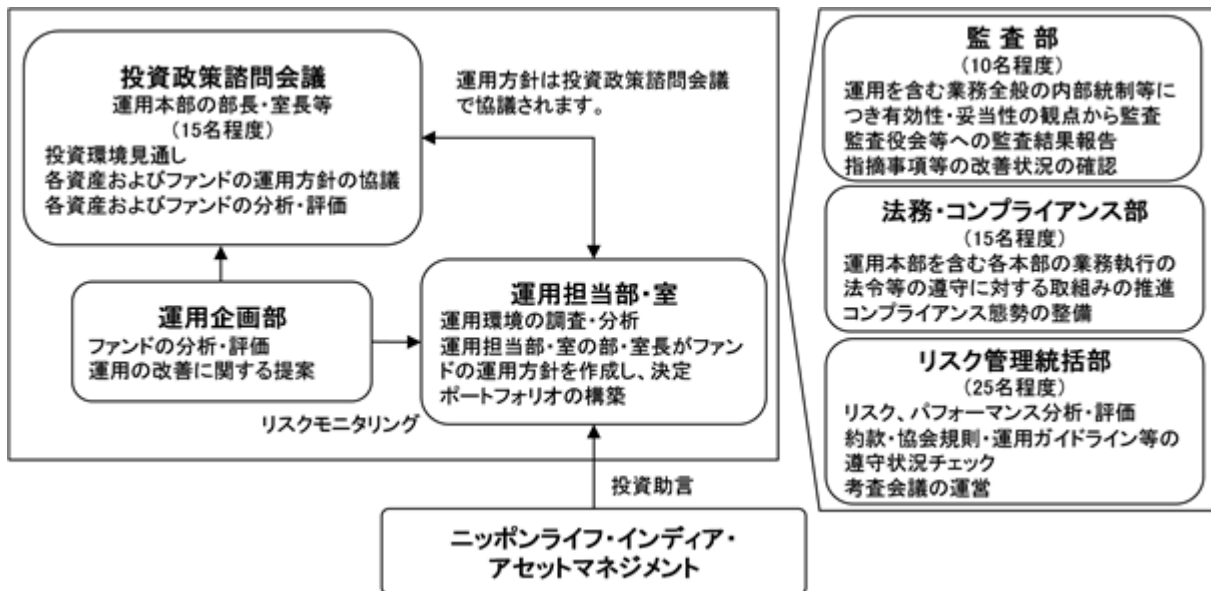 投資政策諮問会議
運用本部の部長・室長等
(15名程度)
投資環境見通し
各資産およびファンドの運用方針の協議
各資産およびファンドの分析・評価
運用方針は投資政策諮問会議
で協議されます。
運用企画部
ファンドの分析・評価
運用の改善に関する提案
リスクモニタリング
運用担当部・室
運用環境の調査・分析
運用担当部・室の部・室長がファン
ドの運用方針を作成し、決定
ポートフォリオの構築
投資助言
ニッポンライフ・インディア・
アセットマネジメント
監 査 部
(10名程度)
運用を含む業務全般の内部統制等に
つき有効性・妥当性の観点から監査
監査役会等への監査結果報告
指摘事項等の改善状況の確認
法務・コンプライアンス部
(15名程度)
運用本部を含む各本部の業務執行の
法令等の遵守に対する取組みの推進
コンプライアンス態勢の整備
リスク管理統括部
(25名程度)
リスク、パフォーマンス分析・評価
約款・協会規則・運用ガイドライン等の
遵守状況チェック
考査会議の運営